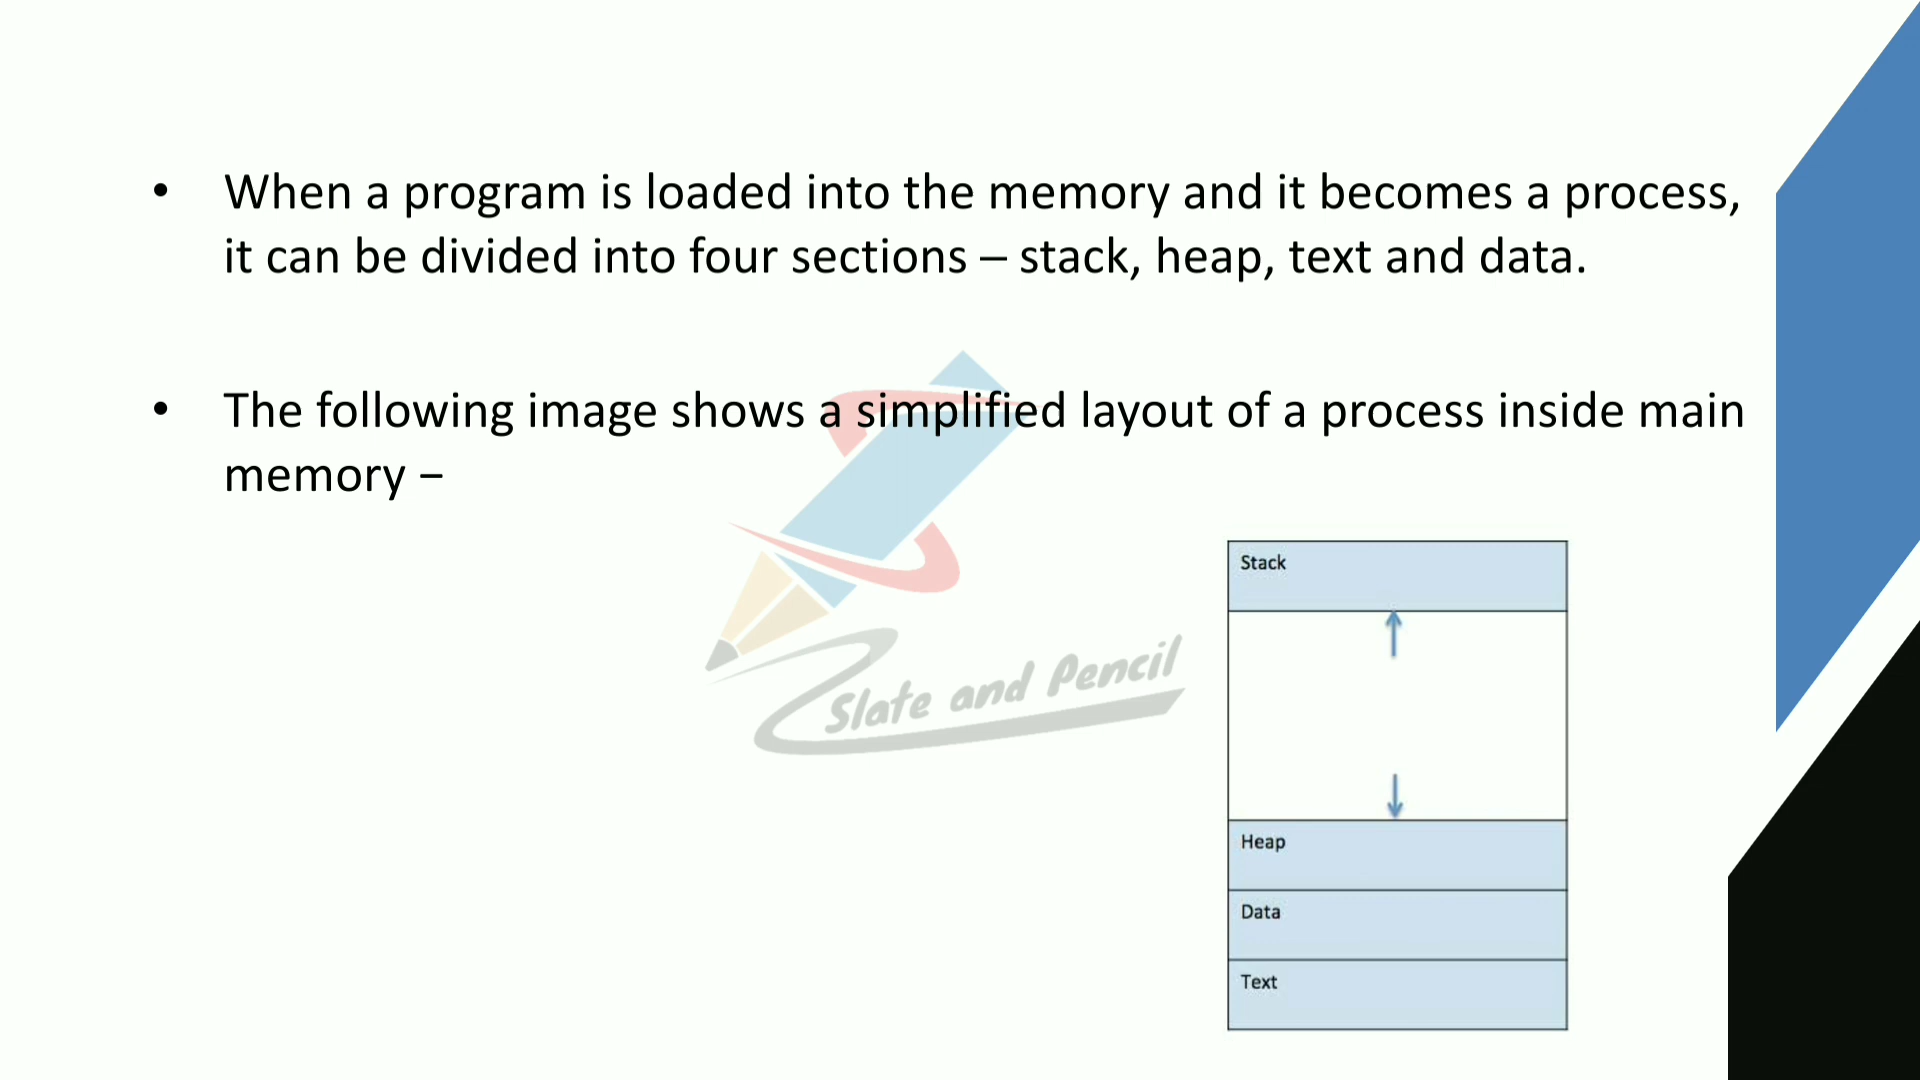 • When a program is loaded into the memory and it becomes a process,
it can be divided into four sections – stack, heap, text and data.
• The following image shows a simplified layout of a process inside main
memory −
Slate and Pencil
Stack
Heap
Data
Text